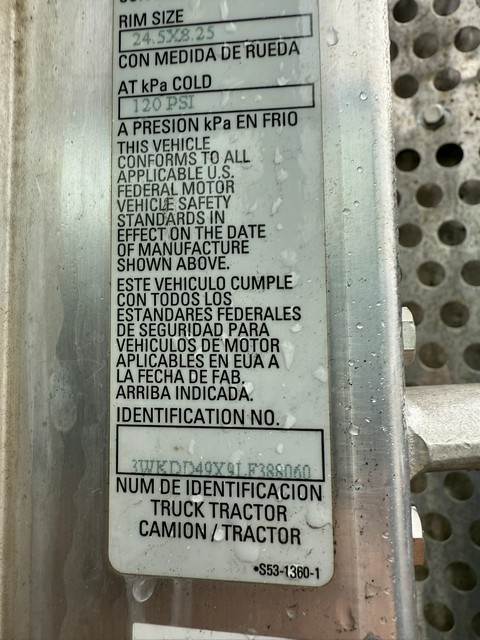 RIM SIZE
24.5X8.25
CON MEDIDA DE RUEDA
AT kPa COLD
120 PSI
A PRESION kPa EN FRIO
THIS VEHICLE
CONFORMS TO ALL
APPLICABLE U.S.
FEDERAL MOTOR
VEHICLE SAFETY
STANDARDS IN
EFFECT ON THE DATE
OF MANUFACTURE
SHOWN ABOVE.
ESTE VEHICULO CUMPLE
CON TODOS LOS
ESTANDARES FEDERALES
DE SEGURIDAD PARA
VEHICULOS DE MOTOR
APLICABLES EN EUA A
LA FECHA DE FAB.
ARRIBA INDICADA.
IDENTIFICATION NO.
3WKDD49X9LF388060
NUM DE IDENTIFICACION
TRUCK TRACTOR
CAMION / TRACTOR
•S53-1360-1